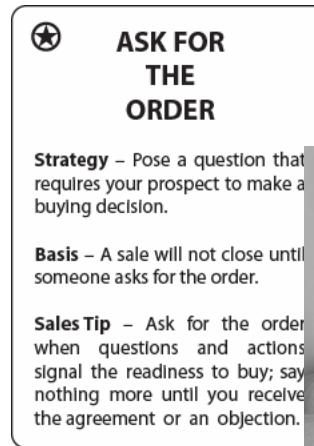 ASK FOR
THE
ORDER
Strategy – Pose a question that
requires your prospect to make a
buying decision.
Basis – A sale will not close until
someone asks for the order.
Sales Tip – Ask for the order
when questions and actions
signal the readiness to buy; say
nothing more until you receive
the agreement or an objection.